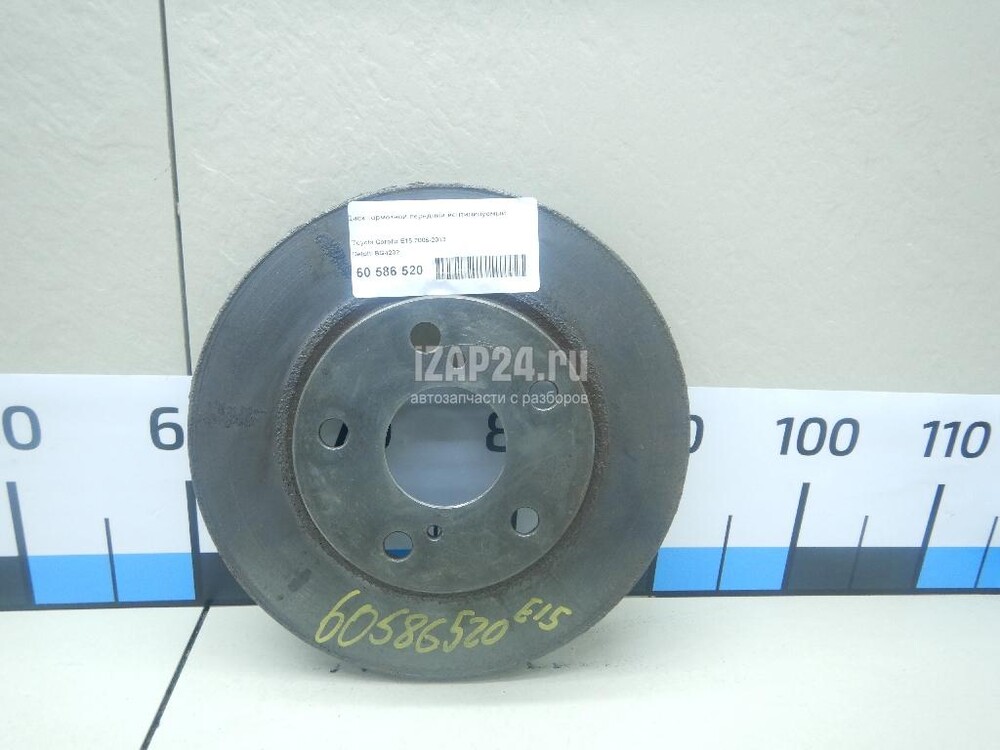 Диск тормозной передний вентилируемый
Toyota Corolla E15 2006-2013
60 586 520
IZAP24.ru
автозапчасти с разборов
6
8
0
100
110
60586520 E15